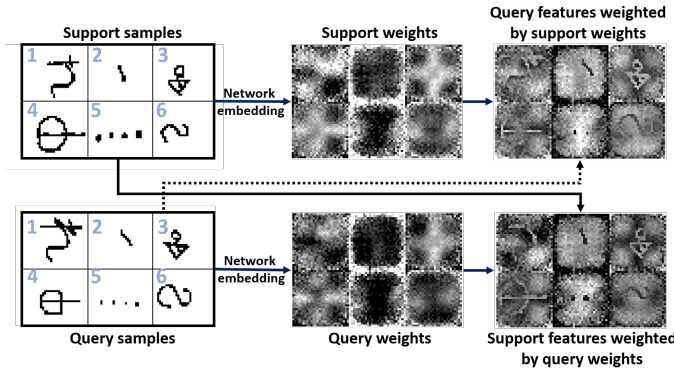 Support samples
Support weights
Query features weighted
by support weights
1 2 3
4 5 6
Network
embedding
1 2 3
4 5 6
Network
embedding
Query samples
Query weights
Support features weighted
by query weights